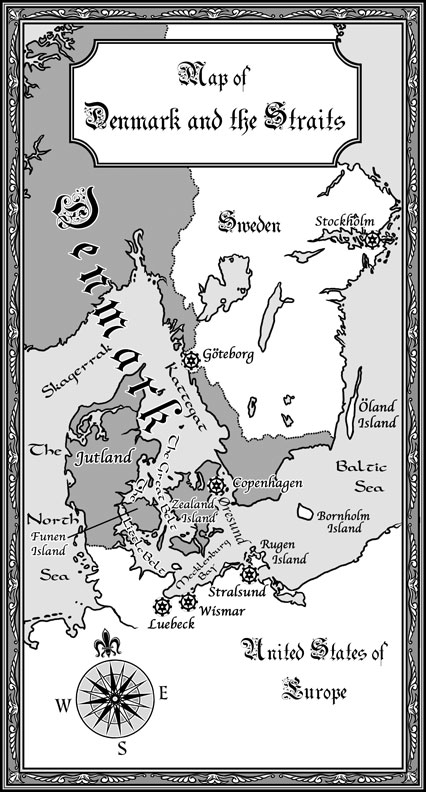 Map of
Denmark and the Straits
Sweden
Stockholm
Denmark
Göteborg
Skagerrak
Kattegat
Öland
Island
The
North
Sea
Jutland
The Great Belt
Copenhagen
Baltic
Sea
Zealand
Island
Öresund
Bornholm
Island
Funen
Island
Little Belt
Mecklenburg
Bay
Rugen
Island
Stralsund
Wismar
Luebeck
United States of
Europe
W
E
S